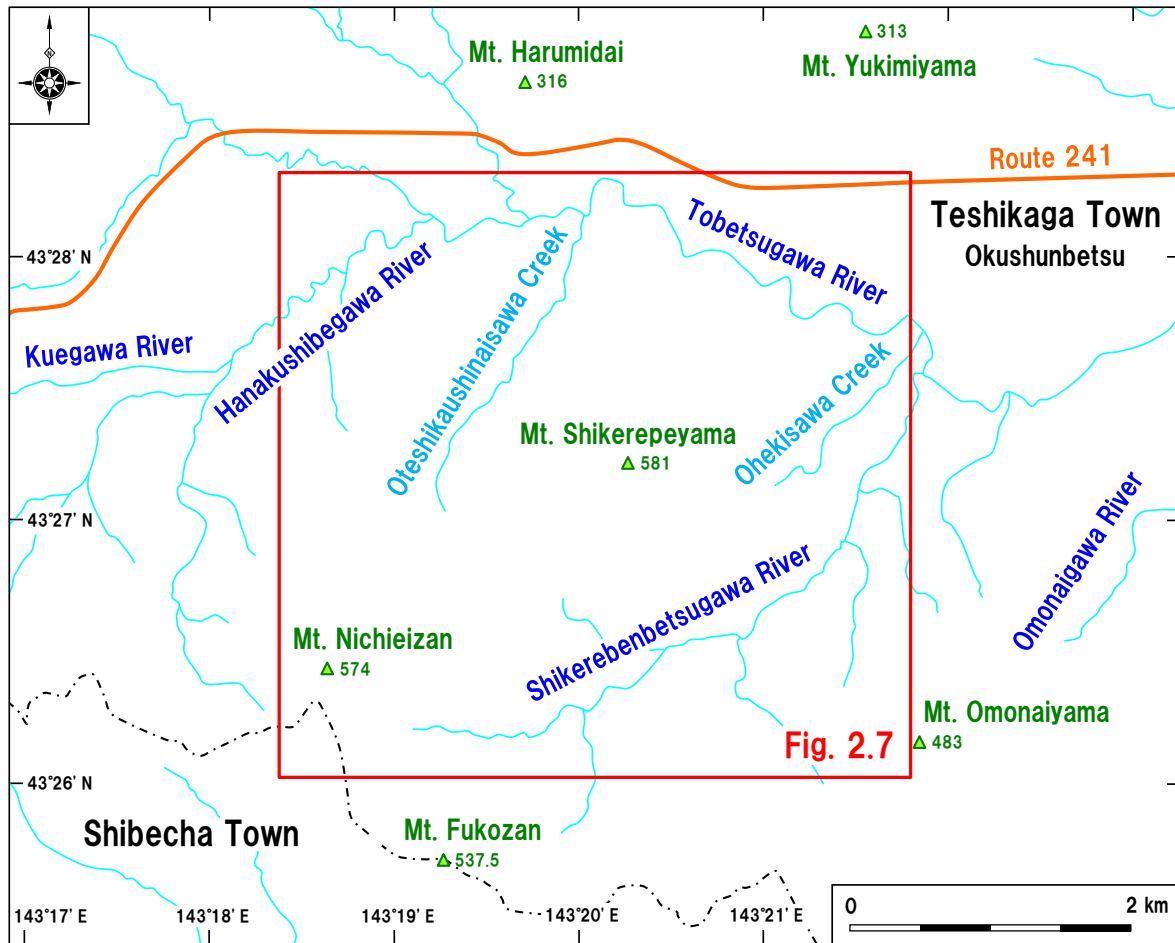 N
313
Mt. Harumidai
316
Mt. Yukimiyama
Route 241
Teshikaga Town
Okushunbetsu
Tobetsugawa River
43°28' N
Hanakushibegawa River
Oteshikaushinaisawa Creek
Kuegawa River
Ohekisawa Creek
Mt. Shikerepeyama
581
43°27' N
Omonaigawa River
Shikerebenbetsugawa River
Mt. Nichieizan
574
Mt. Omonaiyama
483
Fig. 2.7
43°26' N
Shibecha Town
Mt. Fukozan
537.5
143°17' E
143°18' E
143°19' E
143°20' E
143°21' E
0
2 km